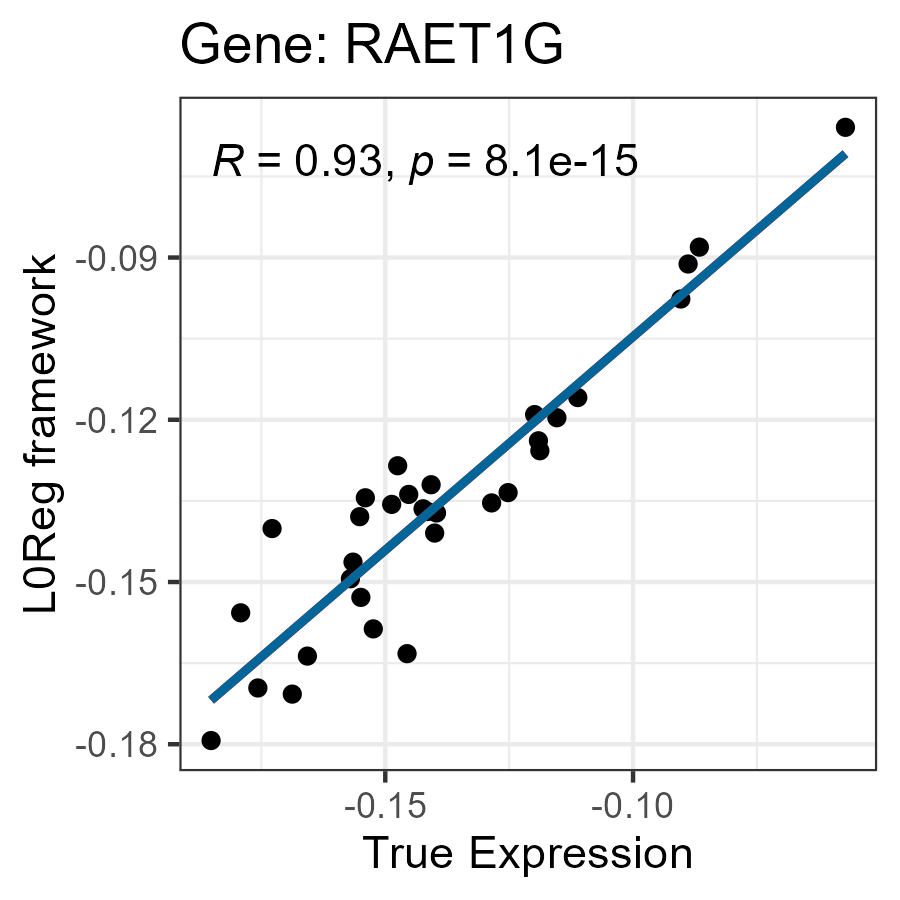 Gene: RAET1G
R = 0.93, p = 8.1e-15
L0Reg framework
-0.09
-0.12
-0.15
-0.18
-0.15
-0.10
True Expression